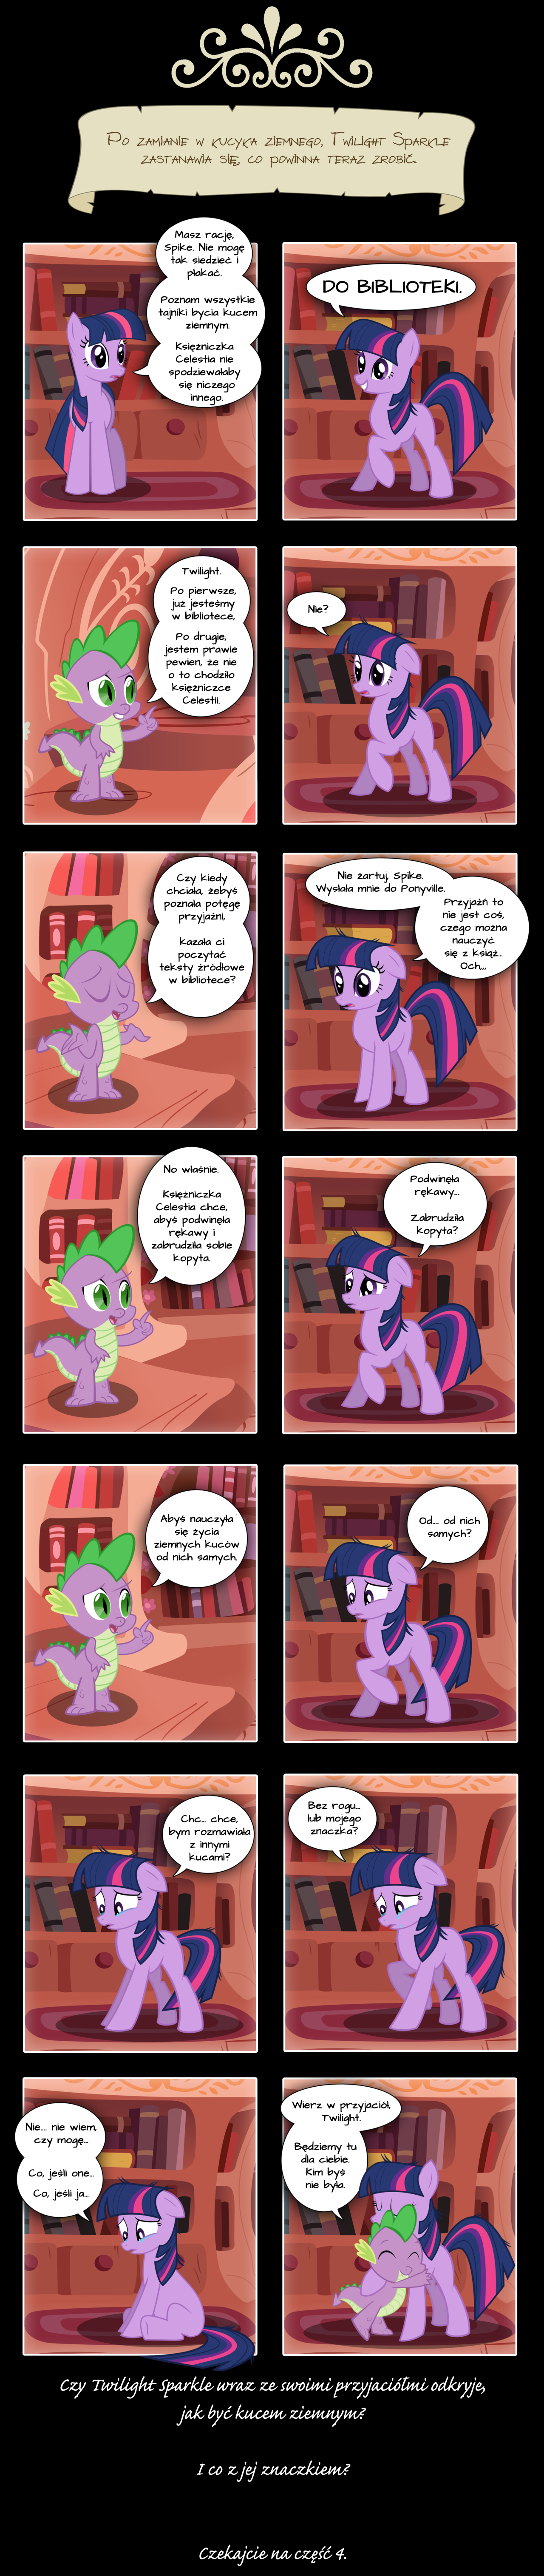 Po zamianie w kucyka ziemnego, Twilight Sparkle
zastanawia się, co powinna teraz zrobić.
Masz rację,
Spike. Nie mogę
tak siedzieć i
płakać.
Poznam wszystkie
tajniki bycia kucem
ziemnym.
Księżniczka
Celestia nie
spodziewałaby
się niczego
innego.
DO BIBLIOTEKI.
Twilight.
Po pierwsze,
już jesteśmy
w bibliotece,
Po drugie,
jestem prawie
pewien, że nie
o to chodziło
księżniczce
Celestii.
Nie?
Czy kiedy
chciała, żebyś
poznała potęgę
przyjaźni,
kazała ci
poczytać
teksty źródłowe
w bibliotece?
Nie żartuj, Spike.
Wysłała mnie do Ponyville.
Przyjaźń to
nie jest coś,
czego można
nauczyć
się z książ...
Och,,,
No właśnie.
Księżniczka
Celestia chce,
abyś podwinęła
rękawy i
zabrudziła sobie
kopyta.
Podwinęła
rękawy...
Zabrudziła
kopyta?
Abyś nauczyła
się życia
ziemnych kuców
od nich samych.
Od... od nich
samych?
Chc... chce,
bym rozmawiała
z innymi
kucami?
Bez rogu...
lub mojego
znaczka?
Nie... nie wiem,
czy mogę...
Co, jeśli one...
Co, jeśli ja...
Wierz w przyjaciół,
Twilight.
Będziemy tu
dla ciebie.
Kim byś
nie była.
Czy Twilight Sparkle wraz ze swoimi przyjaciółmi odkryje,
jak być kucem ziemnym?
I co z jej znaczkiem?
Czekajcie na część 4.